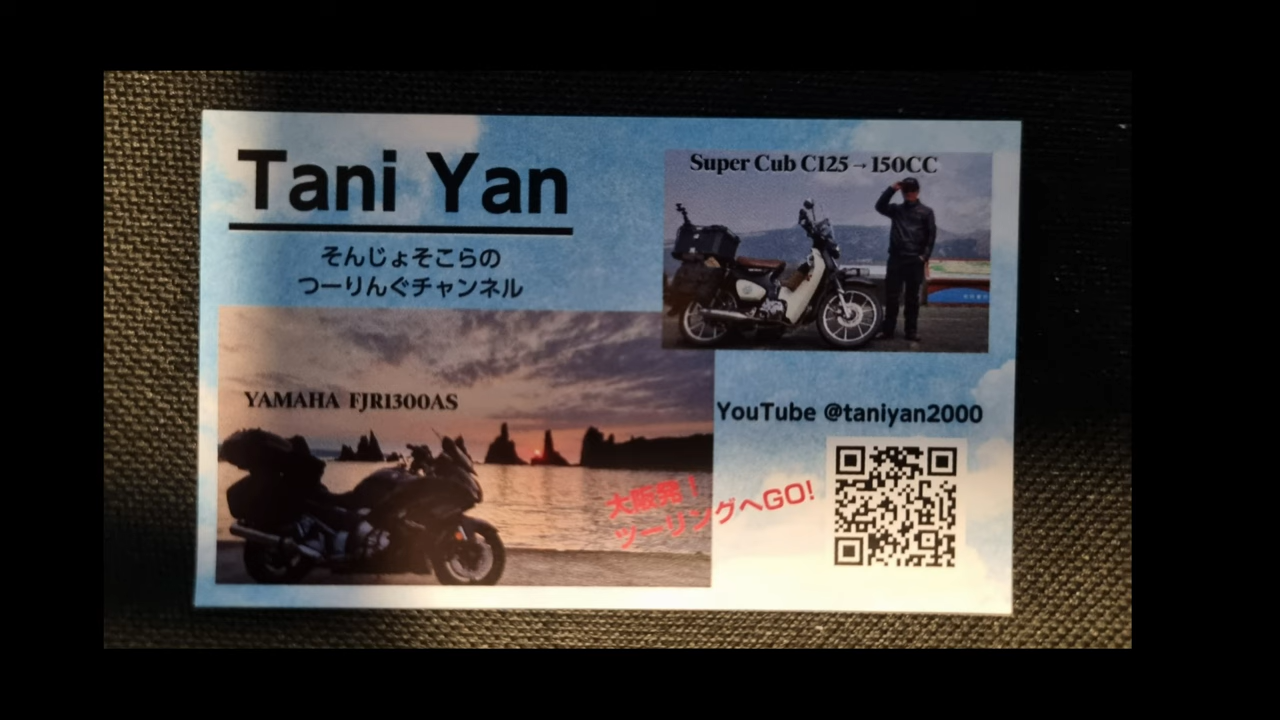 Tani Yan
そんじょそこらの
つーりんぐチャンネル
Super Cub C125→150CC
YAMAHA FJR1300AS
YouTube @taniyan2000
大阪発！
ツーリングへGO!